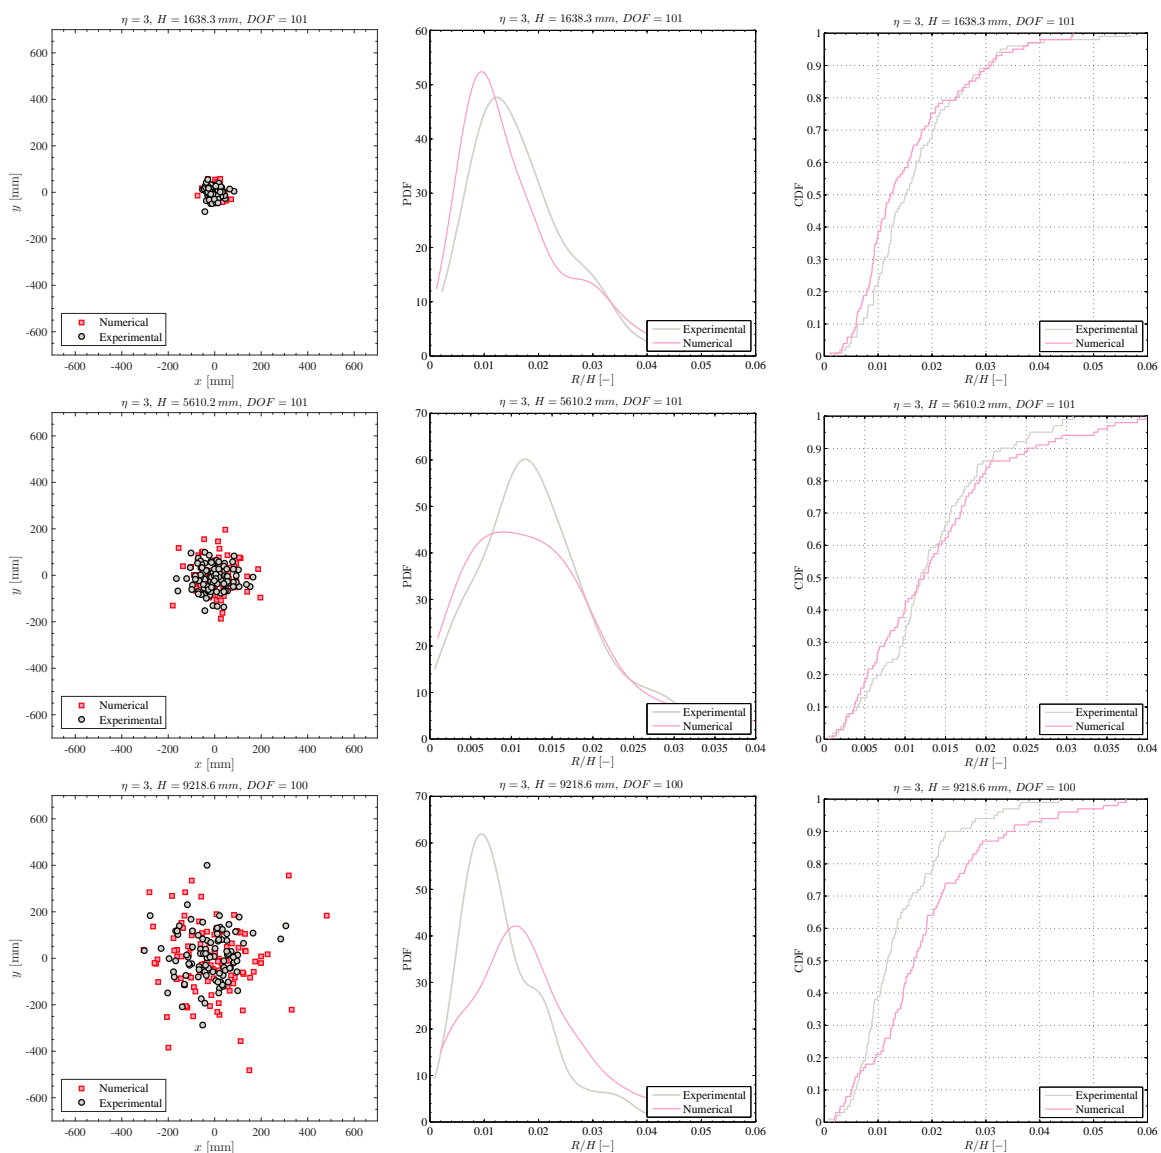 η = 3, H = 1638.3 mm, DOF = 101
600
400
200
0
-200
-400
-600
y [mm]
Numerical
Experimental
-600 -400 -200 0 200 400 600
x [mm]
η = 3, H = 1638.3 mm, DOF = 101
60
50
40
30
20
10
0
PDF
Experimental
Numerical
0 0.01 0.02 0.03 0.04 0.05 0.06
R/H [−]
η = 3, H = 1638.3 mm, DOF = 101
1
0.9
0.8
0.7
0.6
0.5
0.4
0.3
0.2
0.1
0
CDF
Experimental
Numerical
0 0.01 0.02 0.03 0.04 0.05 0.06
R/H [−]
η = 3, H = 5610.2 mm, DOF = 101
600
400
200
0
-200
-400
-600
y [mm]
Numerical
Experimental
-600 -400 -200 0 200 400 600
x [mm]
η = 3, H = 5610.2 mm, DOF = 101
70
60
50
40
30
20
10
0
PDF
Experimental
Numerical
0 0.005 0.01 0.015 0.02 0.025 0.03 0.035 0.04
R/H [−]
η = 3, H = 5610.2 mm, DOF = 101
1
0.9
0.8
0.7
0.6
0.5
0.4
0.3
0.2
0.1
0
CDF
Experimental
Numerical
0 0.005 0.01 0.015 0.02 0.025 0.03 0.035 0.04
R/H [−]
η = 3, H = 9218.6 mm, DOF = 100
600
400
200
0
-200
-400
-600
y [mm]
Numerical
Experimental
-600 -400 -200 0 200 400 600
x [mm]
η = 3, H = 9218.6 mm, DOF = 100
70
60
50
40
30
20
10
0
PDF
Experimental
Numerical
0 0.01 0.02 0.03 0.04 0.05 0.06
R/H [−]
η = 3, H = 9218.6 mm, DOF = 100
1
0.9
0.8
0.7
0.6
0.5
0.4
0.3
0.2
0.1
0
CDF
Experimental
Numerical
0 0.01 0.02 0.03 0.04 0.05 0.06
R/H [−]